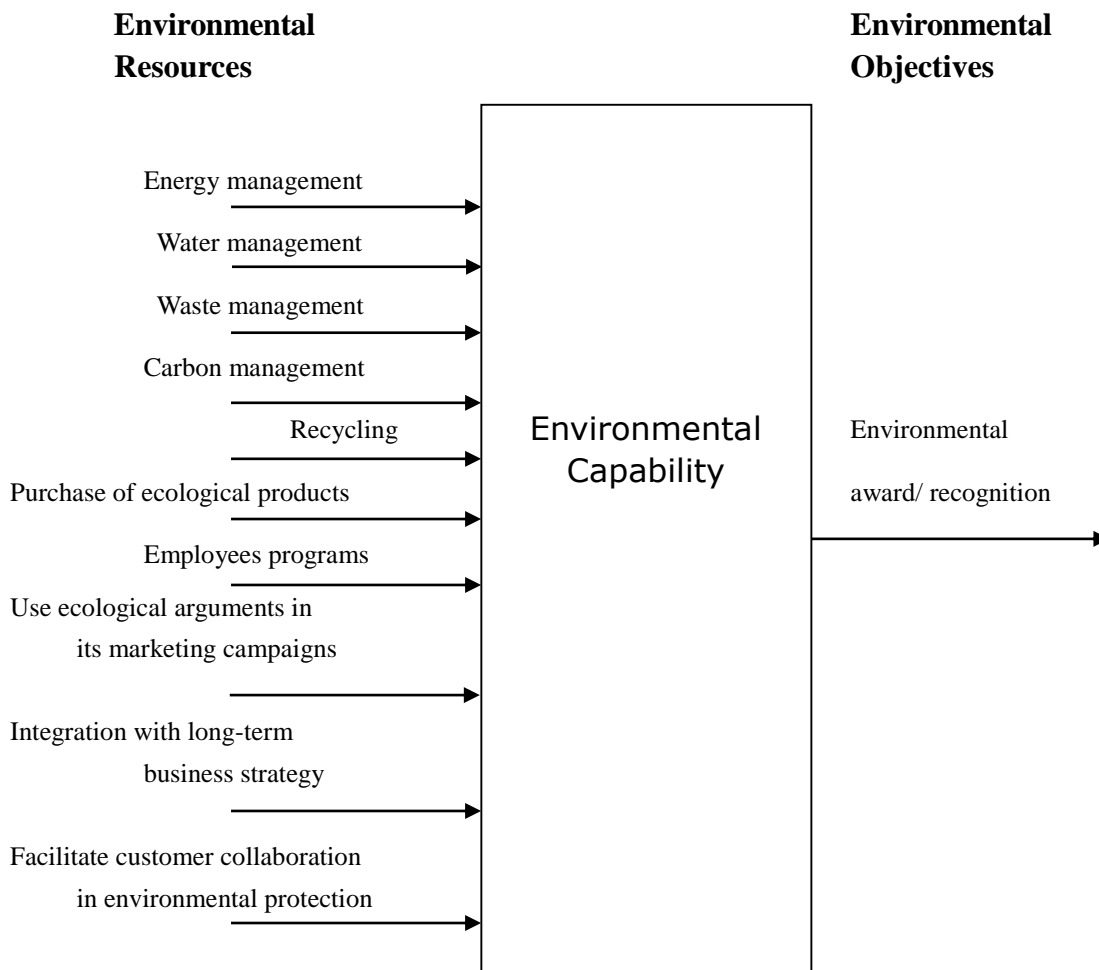 Environmental
Resources
Environmental
Objectives
Energy management
Water management
Waste management
Carbon management
Recycling
Purchase of ecological products
Employees programs
Use ecological arguments in
its marketing campaigns
Integration with long-term
business strategy
Facilitate customer collaboration
in environmental protection
Environmental
Capability
Environmental
award/ recognition